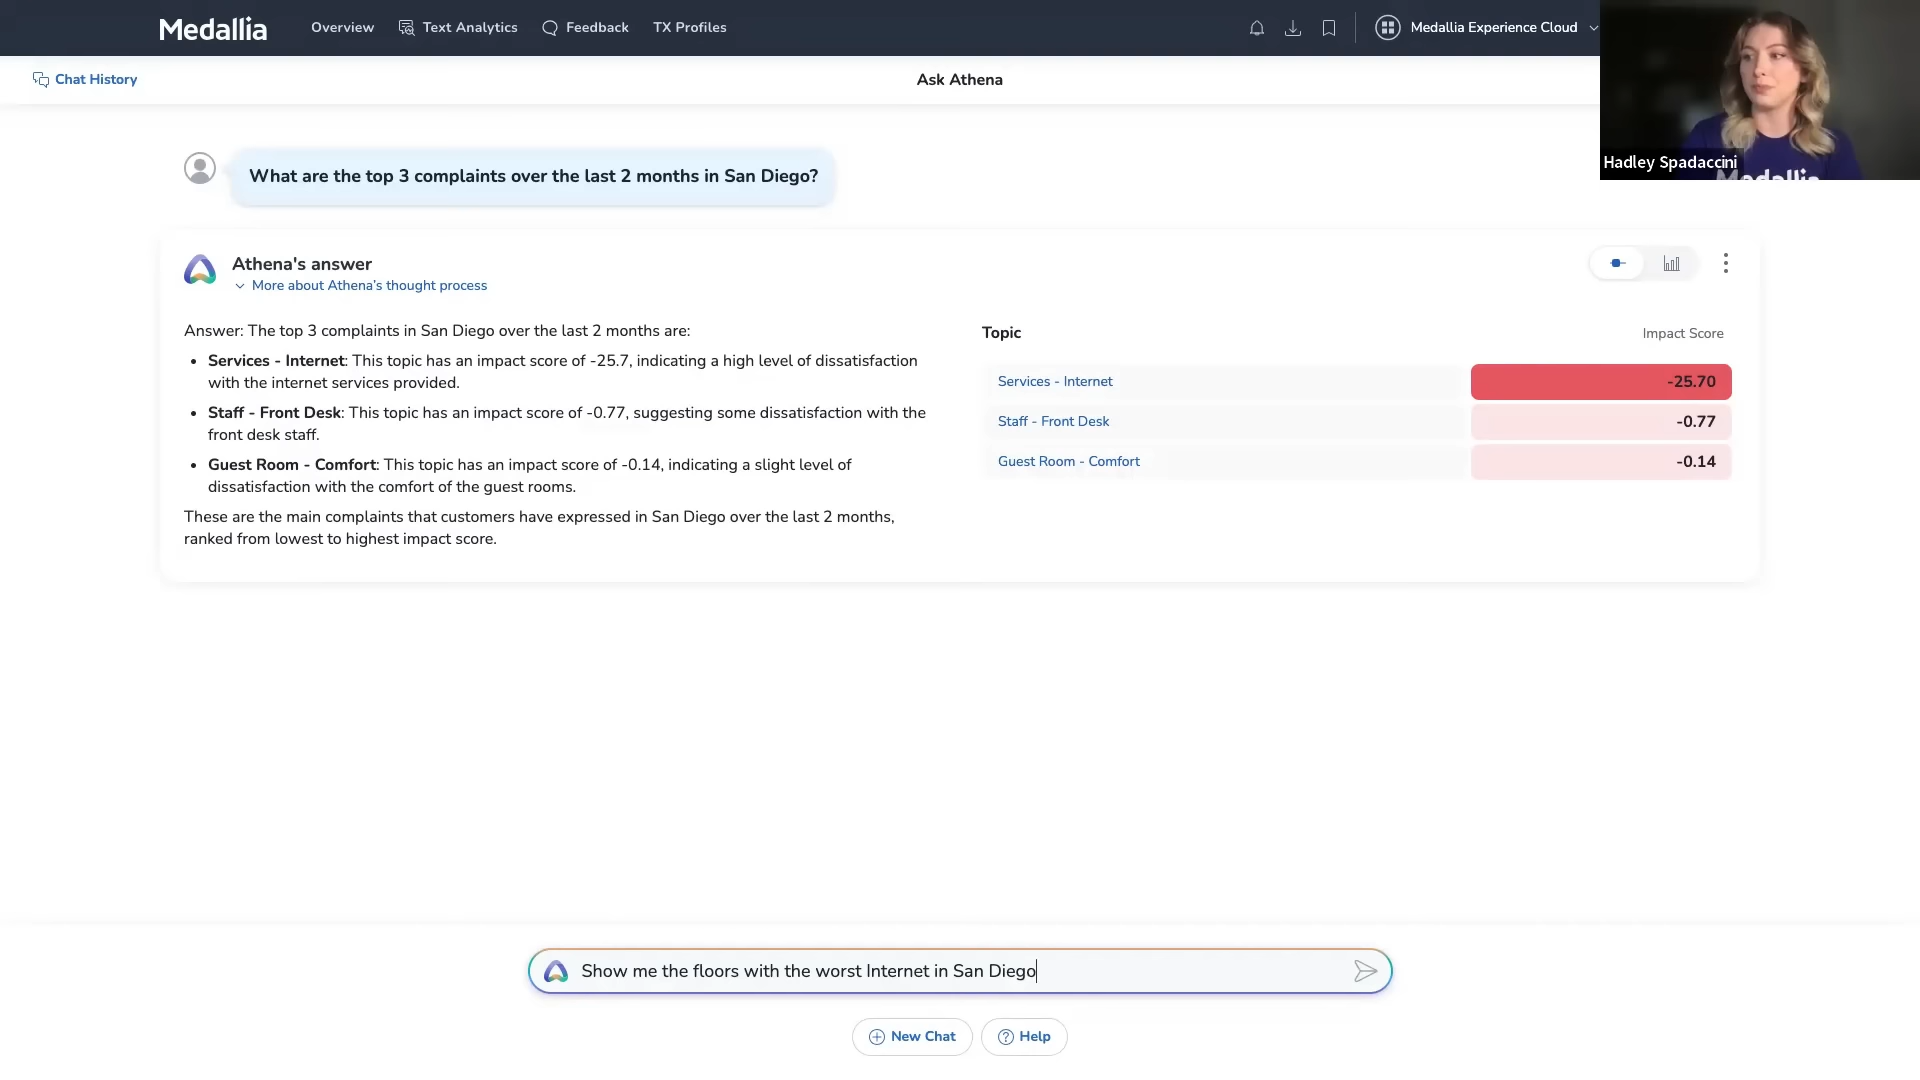 Medallia
Overview
Text Analytics
Feedback
TX Profiles
Medallia Experience Cloud
Chat History
Ask Athena
Hadley Spadaccini
Medallia
What are the top 3 complaints over the last 2 months in San Diego?
Athena's answer
More about Athena's thought process
Answer: The top 3 complaints in San Diego over the last 2 months are:
• Services - Internet: This topic has an impact score of -25.7, indicating a high level of dissatisfaction
with the internet services provided.
• Staff - Front Desk: This topic has an impact score of -0.77, suggesting some dissatisfaction with the
front desk staff.
• Guest Room - Comfort: This topic has an impact score of -0.14, indicating a slight level of
dissatisfaction with the comfort of the guest rooms.
These are the main complaints that customers have expressed in San Diego over the last 2 months,
ranked from lowest to highest impact score.
Topic Impact Score
Services - Internet -25.70
Staff - Front Desk -0.77
Guest Room - Comfort -0.14
Show me the floors with the worst Internet in San Diego
New Chat
Help